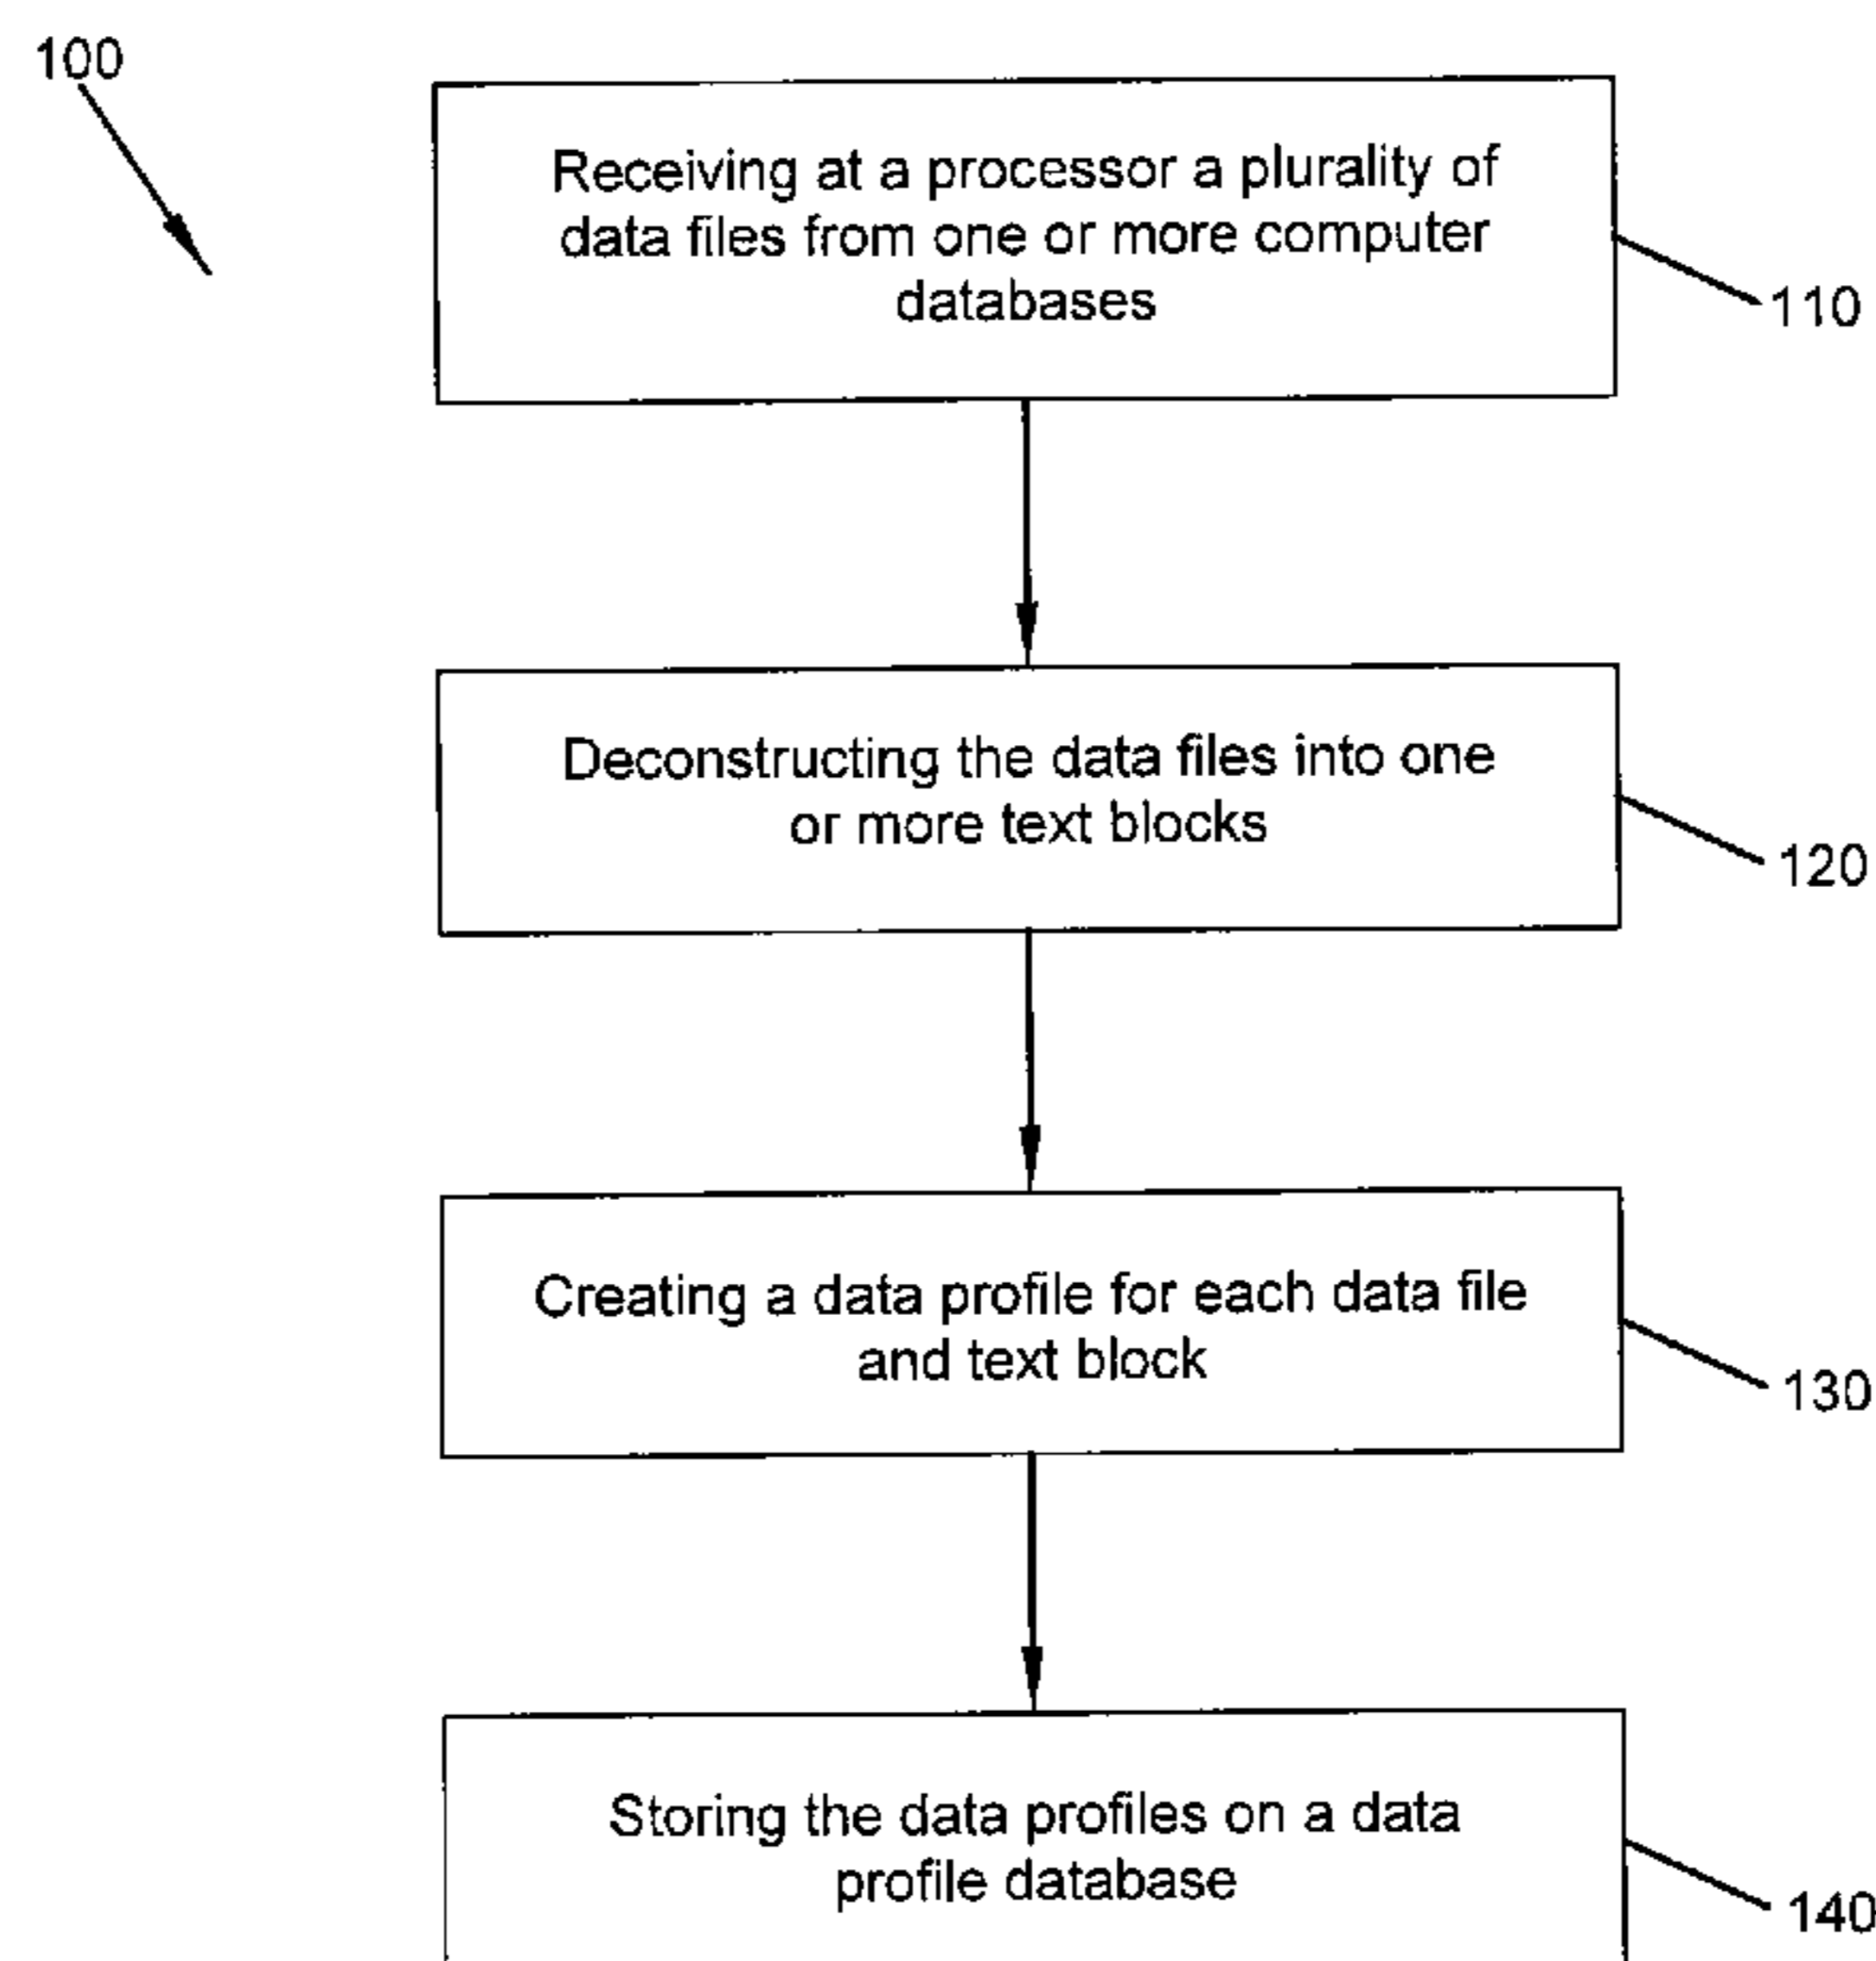 100
Receiving at a processor a plurality of
data files from one or more computer
databases
110
Deconstructing the data files into one
or more text blocks
120
Creating a data profile for each data file
and text block
130
Storing the data profiles on a data
profile database
140